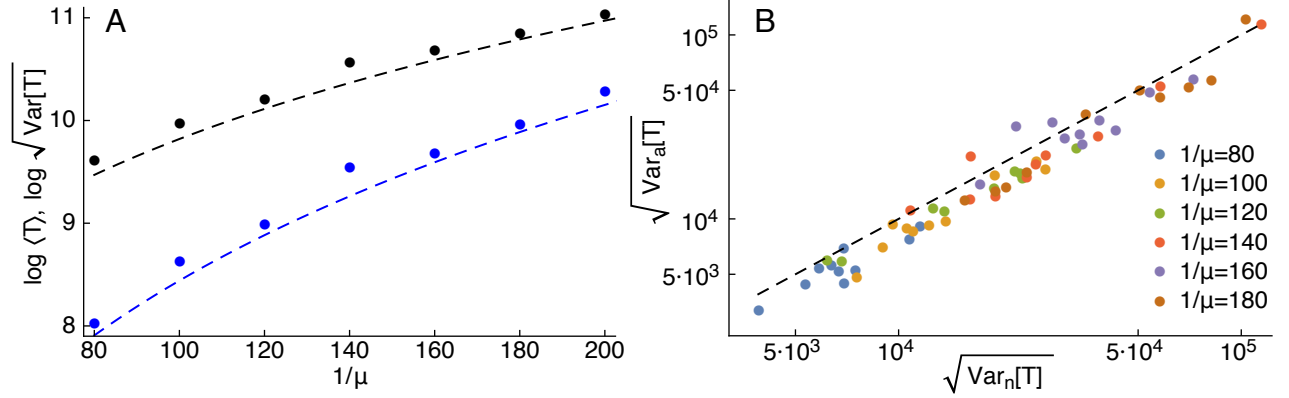 A
log ⟨T⟩, log √Var[T]
11
10
9
8
80 100 120 140 160 180 200
1/μ
B
√Varₐ[T]
10⁵
5·10⁴
10⁴
5·10³
1/μ=80
1/μ=100
1/μ=120
1/μ=140
1/μ=160
1/μ=180
5·10³ 10⁴ 5·10⁴ 10⁵
√Varₙ[T]